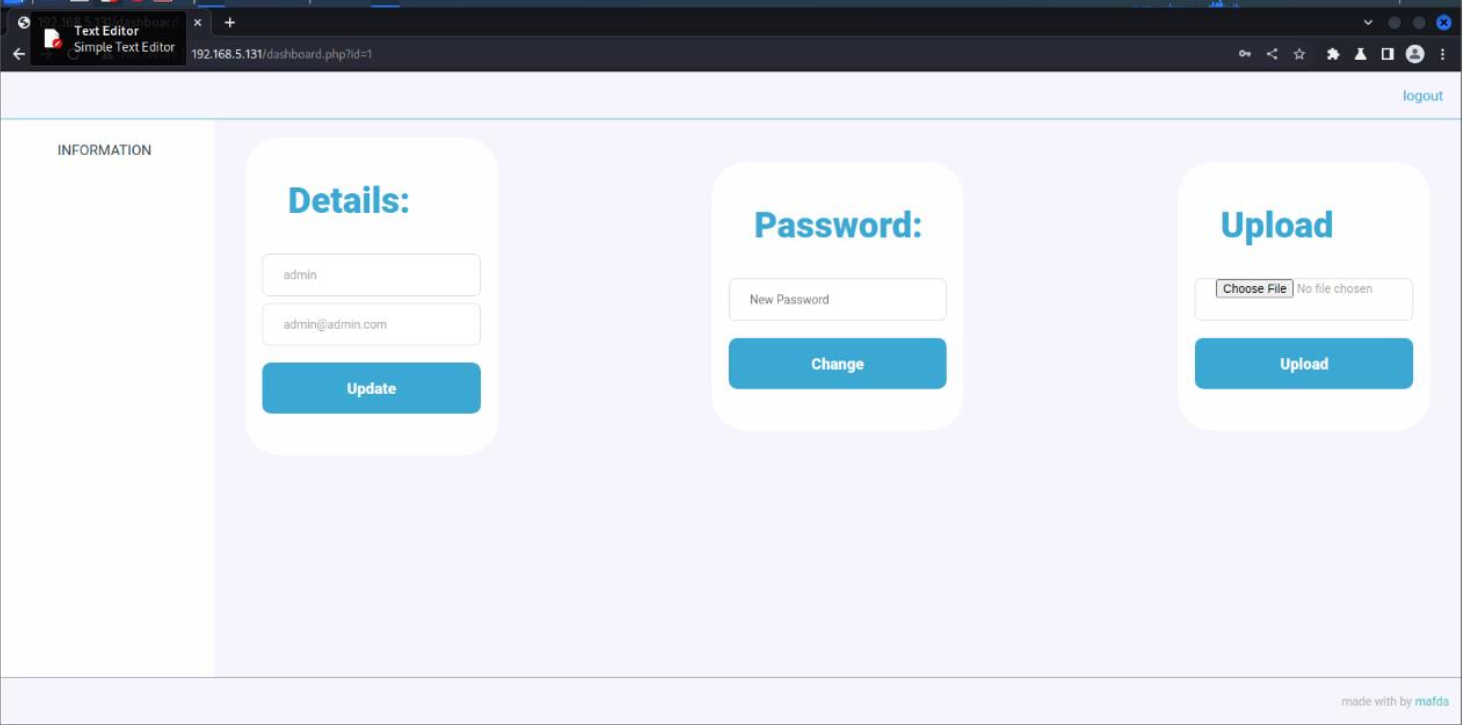 192.168.5.131/dashboard
Text Editor
Simple Text Editor
192.168.5.131/dashboard.php?id=1
logout
INFORMATION
Details:
admin
admin@admin.com
Update
Password:
New Password
Change
Upload
Choose File No file chosen
Upload
made with by mafda